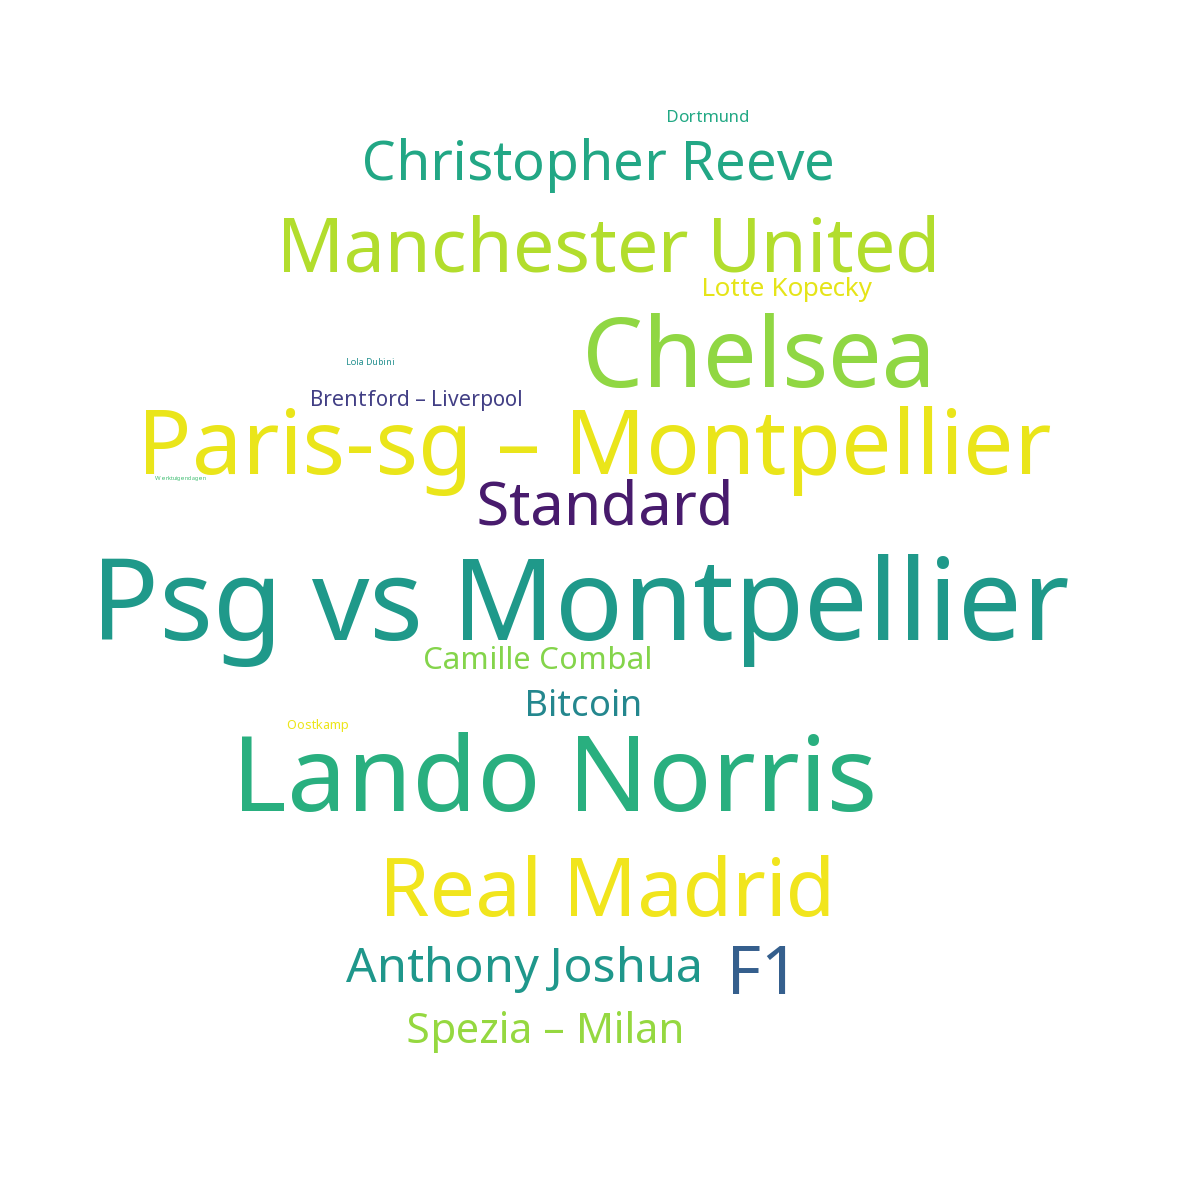 Dortmund
Christopher Reeve
Manchester United
Lotte Kopecky
Chelsea
Lola Dubini
Brentford – Liverpool
Paris-sg – Montpellier
Standard
Psg vs Montpellier
Camille Combal
Bitcoin
Oostkamp
Lando Norris
Real Madrid
Anthony Joshua
F1
Spezia – Milan